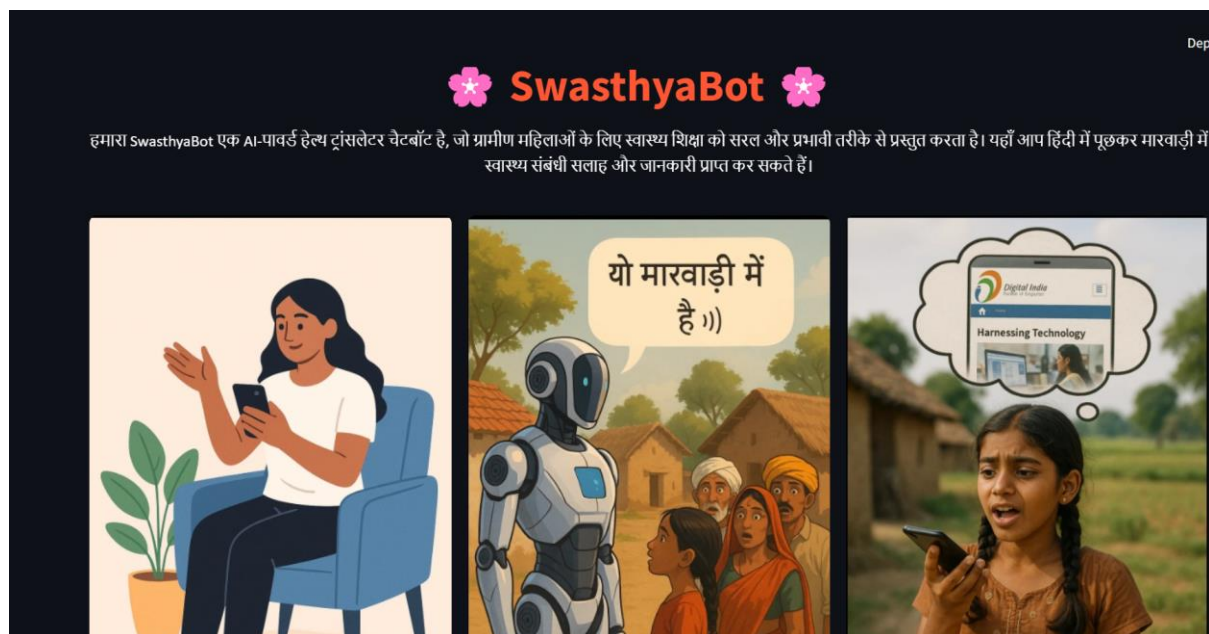 Dep
🌸 SwasthyaBot 🌸
हमारा SwasthyaBot एक AI-पावर्ड हेल्थ ट्रांसलेटर चैटबॉट है, जो ग्रामीण महिलाओं के लिए स्वास्थ्य शिक्षा को सरल और प्रभावी तरीके से प्रस्तुत करता है। यहाँ आप हिंदी में पूछकर मारवाड़ी में
स्वास्थ्य संबंधी सलाह और जानकारी प्राप्त कर सकते हैं।
यो मारवाड़ी में
है
Digital India
Harnessing Technology